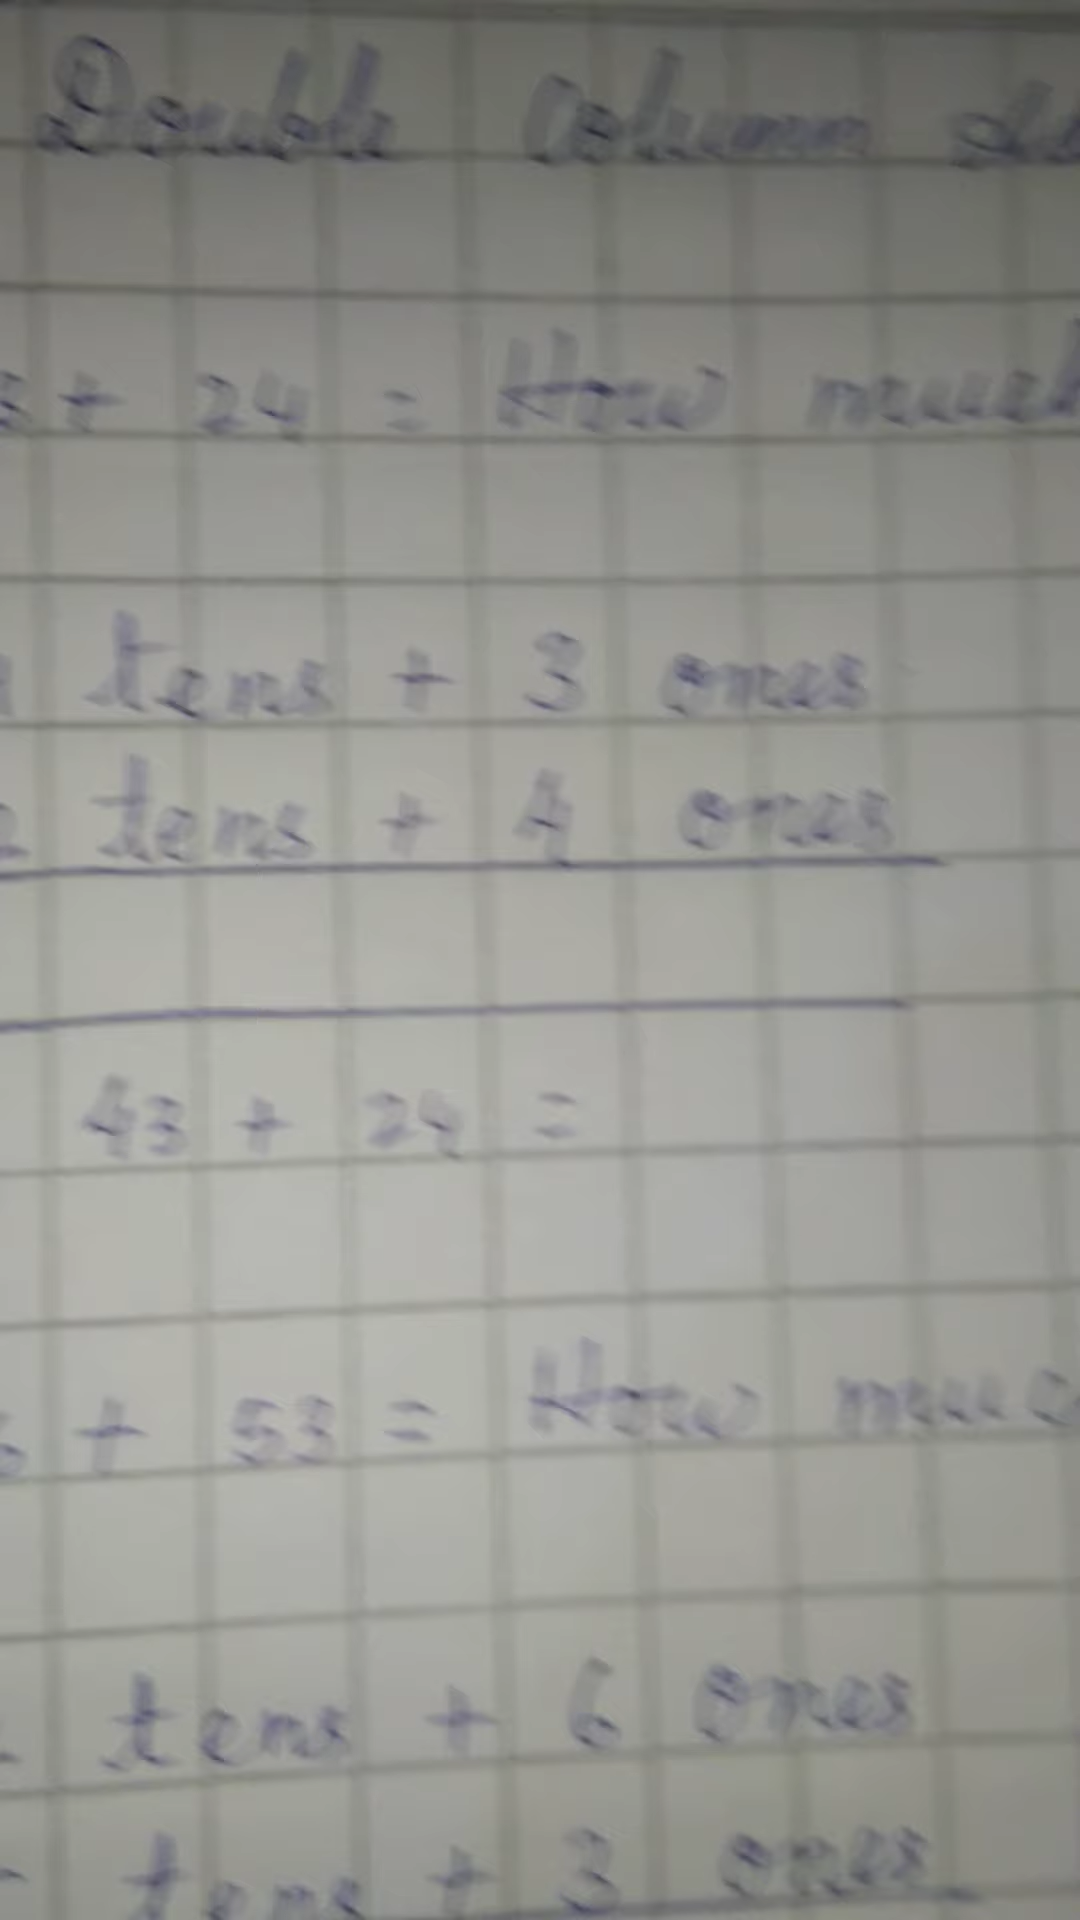 Double Column
+ 24 = How much
tens + 3 ones
tens + 4 ones
43 + 24 =
+ 53 = How
tens + 6 ones
tens + 3 ones